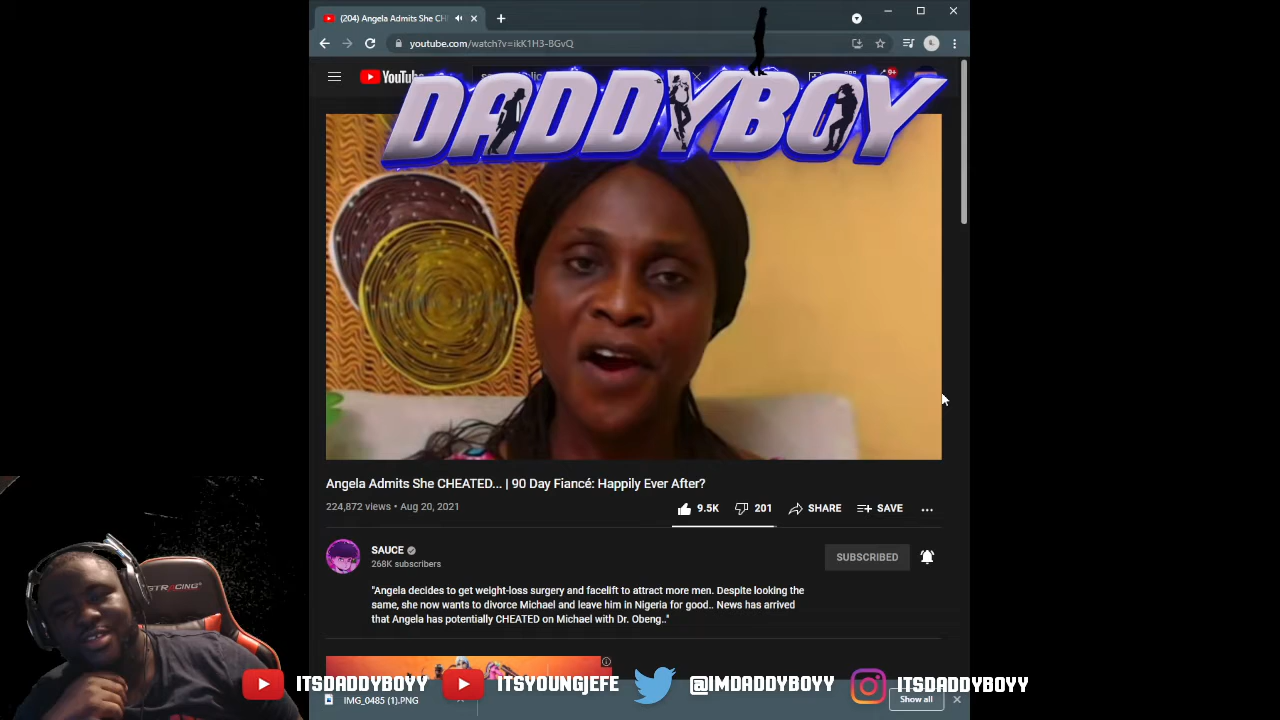 (204) Angela Admits She CH
youtube.com/watch?v=ikK1H3-BGvQ
YouTube
9+
DADDYBOY
Angela Admits She CHEATED... | 90 Day Fiancé: Happily Ever After?
224,872 views • Aug 20, 2021
9.5K
201
SHARE
SAVE
SAUCE
268K subscribers
SUBSCRIBED
"Angela decides to get weight-loss surgery and facelift to attract more men. Despite looking the
same, she now wants to divorce Michael and leave him in Nigeria for good.. News has arrived
that Angela has potentially CHEATED on Michael with Dr. Obeng.."
GTRACING
ITSDADDYBOYY
ITSYOUNGJEFE
@IMDADDYBOYY
ITSDADDYBOYY
IMG_0485 (1).PNG
Show all